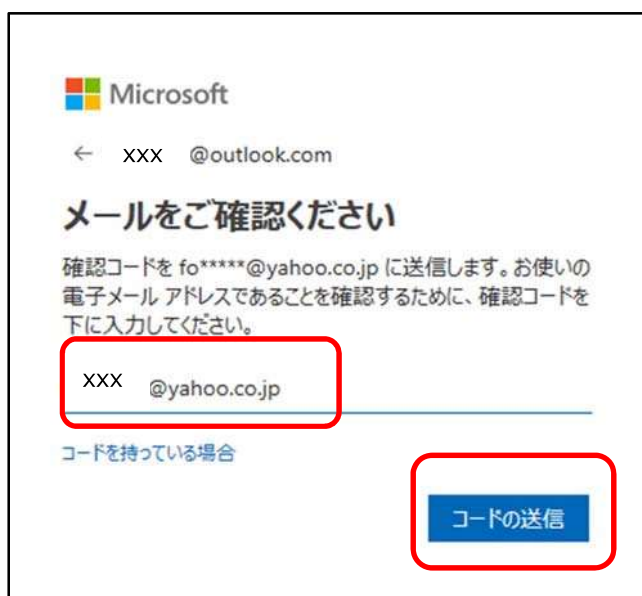 Microsoft
← xxx @outlook.com
メールをご確認ください
確認コードを fo*****@yahoo.co.jp に送信します。お使いの
電子メール アドレスであることを確認するために、確認コードを
下に入力してください。
xxx @yahoo.co.jp
コードを持っている場合
コードの送信